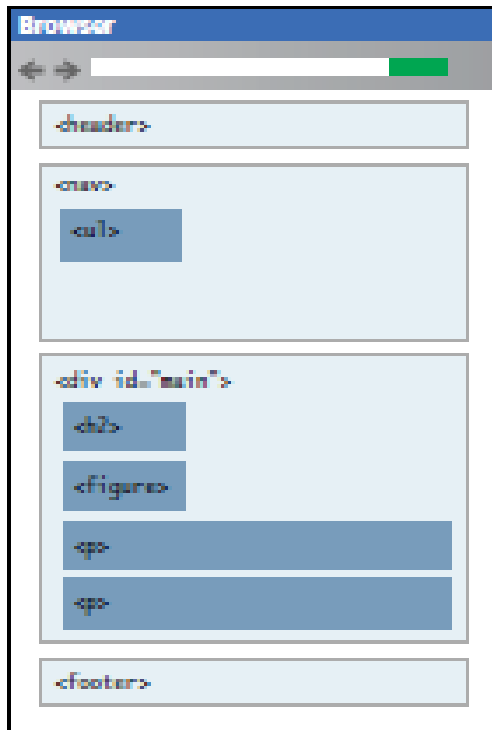 Browser
<header>
<nav>
<ul>
<div id="main">
<h2>
<figure>
<p>
<p>
<footer>